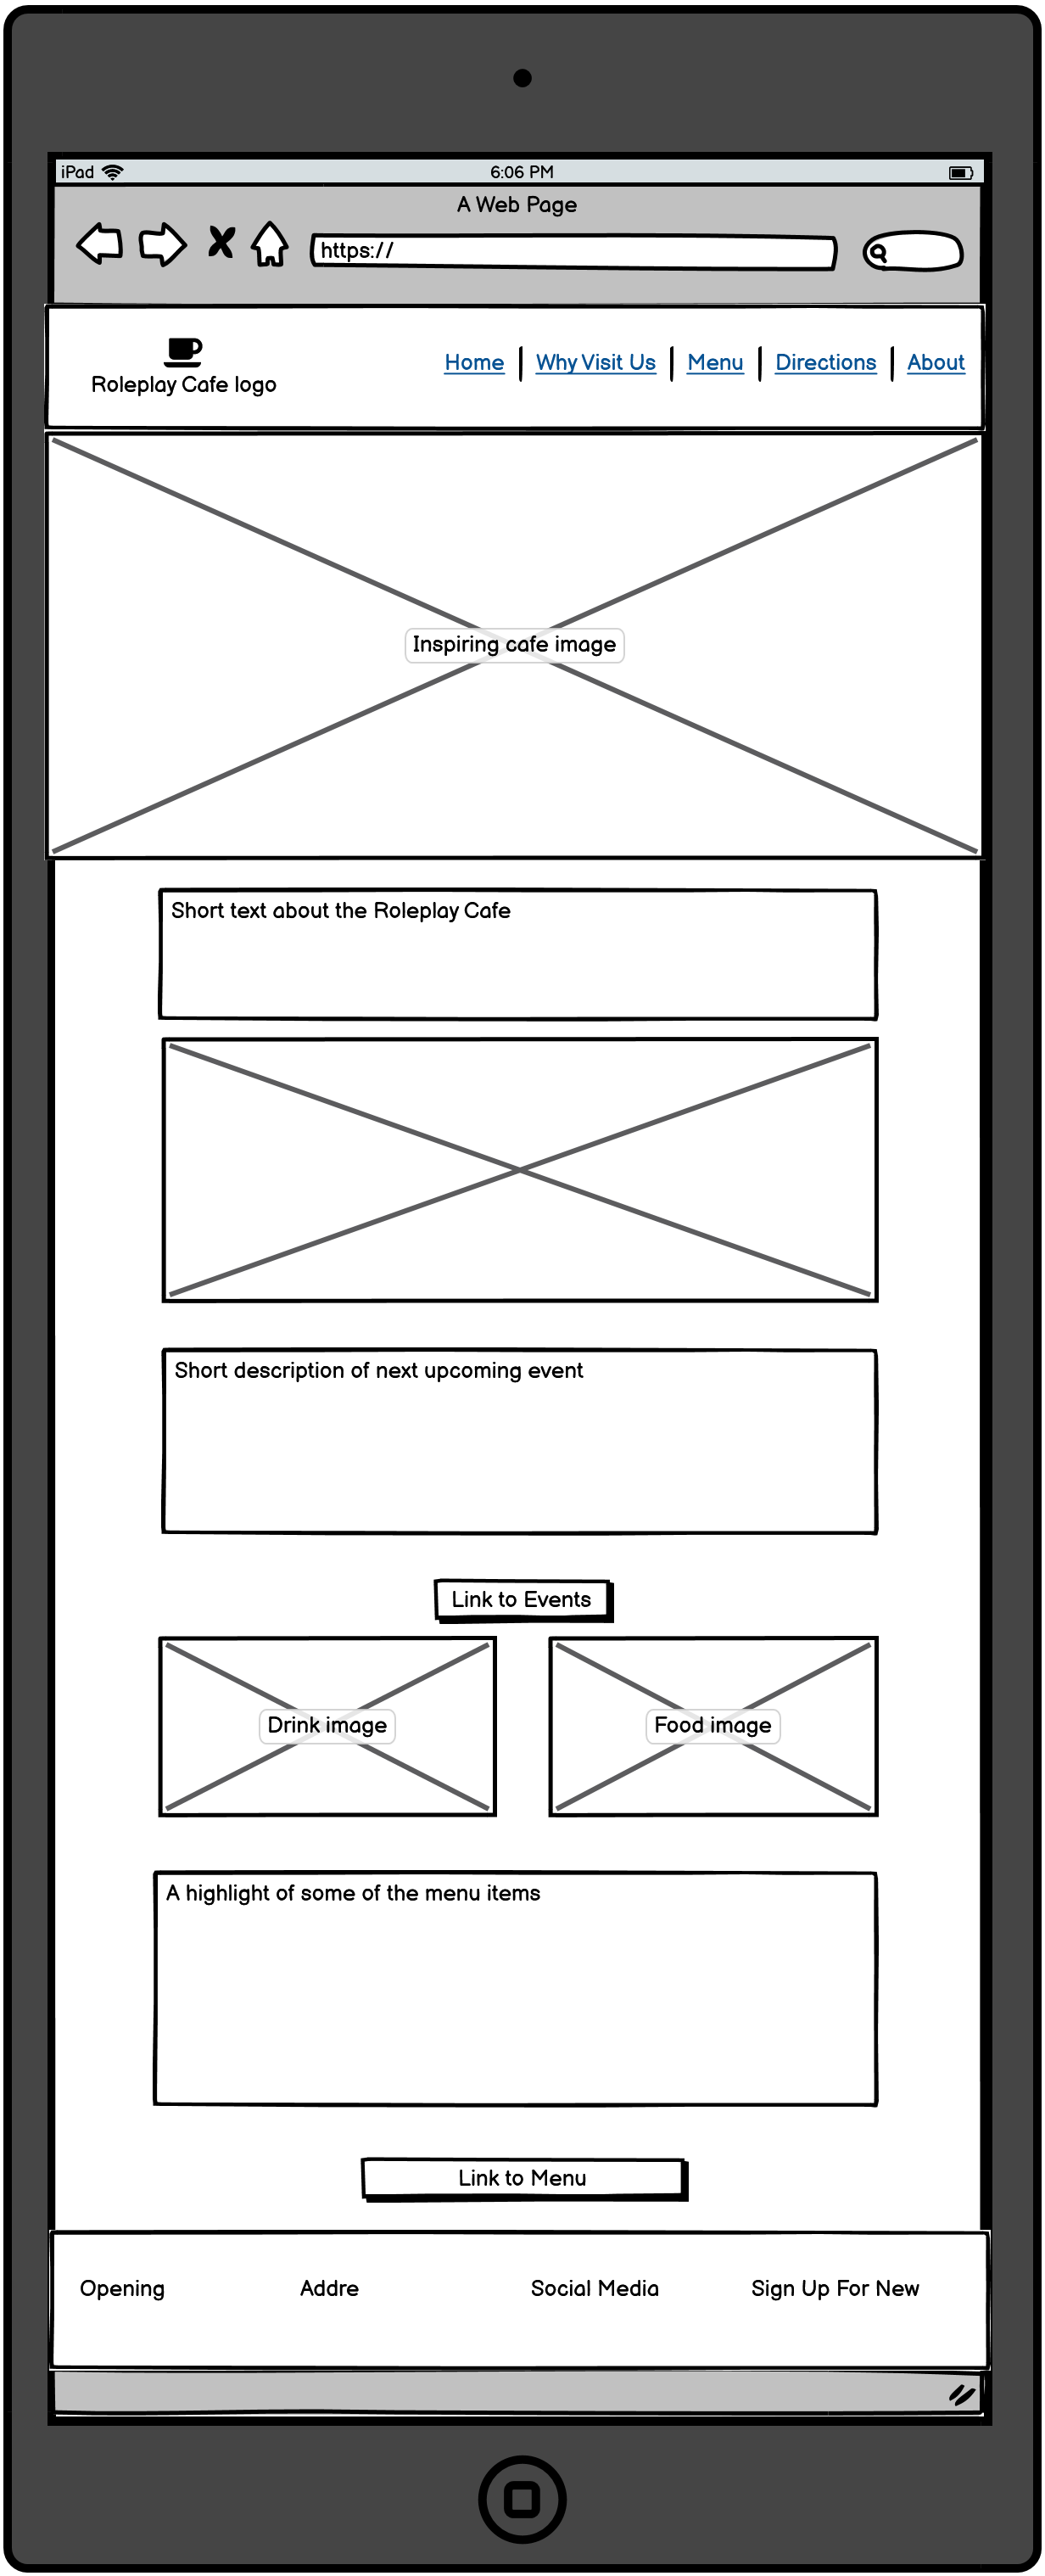 iPad 6:06 PM
A Web Page
https://
Roleplay Cafe logo
Home Why Visit Us Menu Directions About
Inspiring cafe image
Short text about the Roleplay Cafe
Short description of next upcoming event
Link to Events
Drink image Food image
A highlight of some of the menu items
Link to Menu
Opening Addre Social Media Sign Up For New